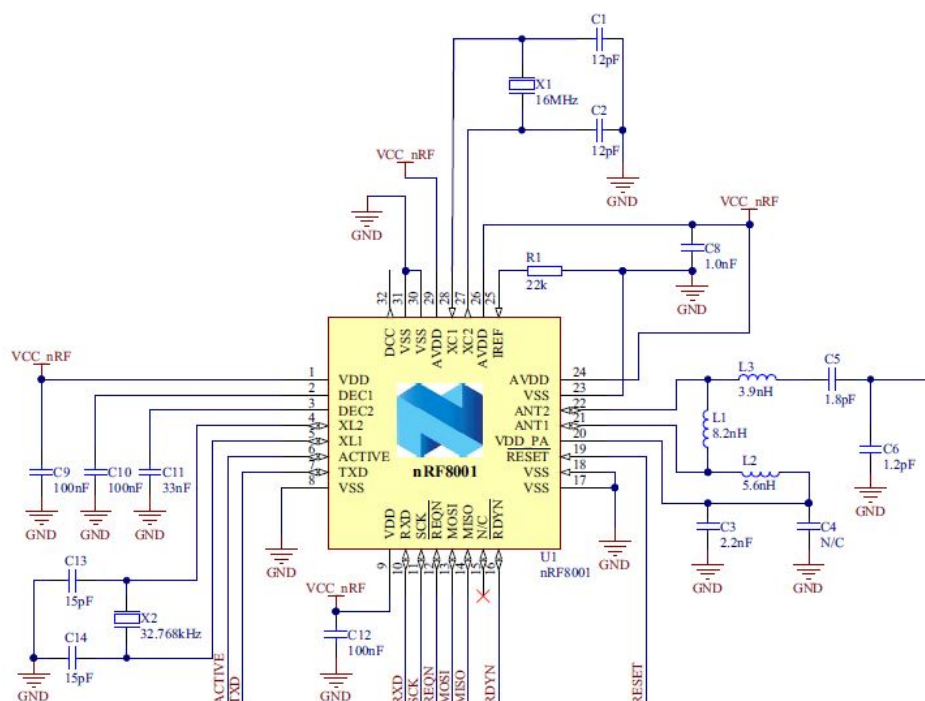 C1
12pF
X1
16MHz
C2
12pF
GND
VCC_nRF
GND
VCC_nRF
C8
1.0nF
GND
R1
22k
32 31 30 29 28 27 26 25
DCC VSS VSS AVDD XC1 XC2 AVDD IREF
VCC_nRF
1 VDD
2 DEC1
3 DEC2
4 XL2
5 XL1
6 ACTIVE
7 TXD
8 VSS
AVDD 24
VSS 23
ANT2 22
ANT1 21
VDD_PA 20
RESET 19
VSS 18
VSS 17
nRF8001
VDD RXD SCK REQN MOSI MISO N/C RDYN
9 10 11 12 13 14 15 16
U1
nRF8001
L3
3.9nH
C5
1.8pF
L1
8.2nH
L2
5.6nH
C6
1.2pF
GND
C3
2.2nF
GND
C4
N/C
GND
GND
C9
100nF
GND
C10
100nF
GND
C11
33nF
GND
GND
C13
15pF
X2
32.768kHz
C14
15pF
GND
VCC_nRF
C12
100nF
GND
ACTIVE
TXD
RXD
SCK
REQN
MOSI
MISO
RDYN
RESET